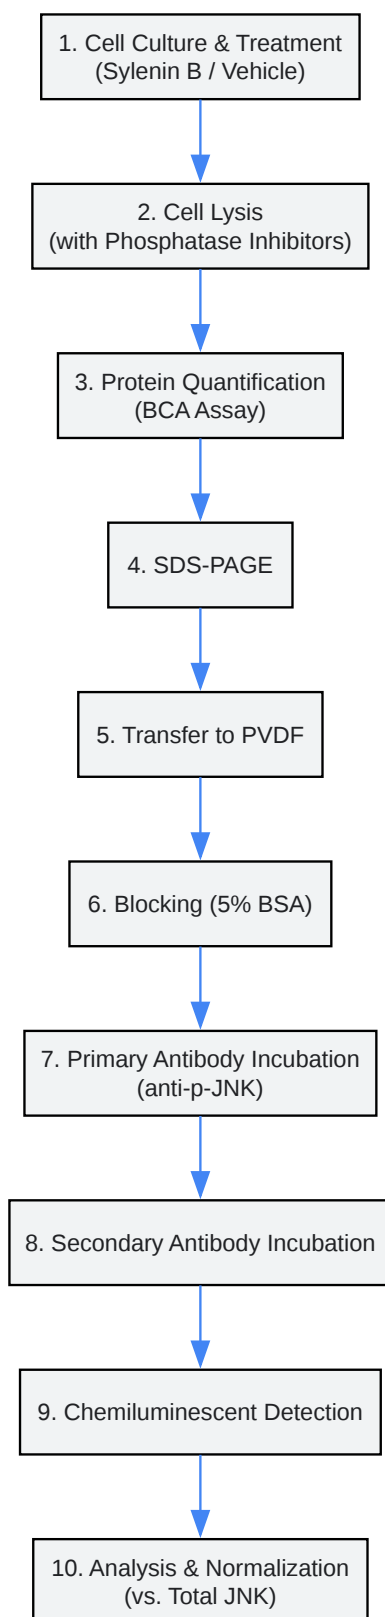 1. Cell Culture & Treatment
(Sylenin B / Vehicle)
2. Cell Lysis
(with Phosphatase Inhibitors)
3. Protein Quantification
(BCA Assay)
4. SDS-PAGE
5. Transfer to PVDF
6. Blocking (5% BSA)
7. Primary Antibody Incubation
(anti-p-JNK)
8. Secondary Antibody Incubation
9. Chemiluminescent Detection
10. Analysis & Normalization
(vs. Total JNK)